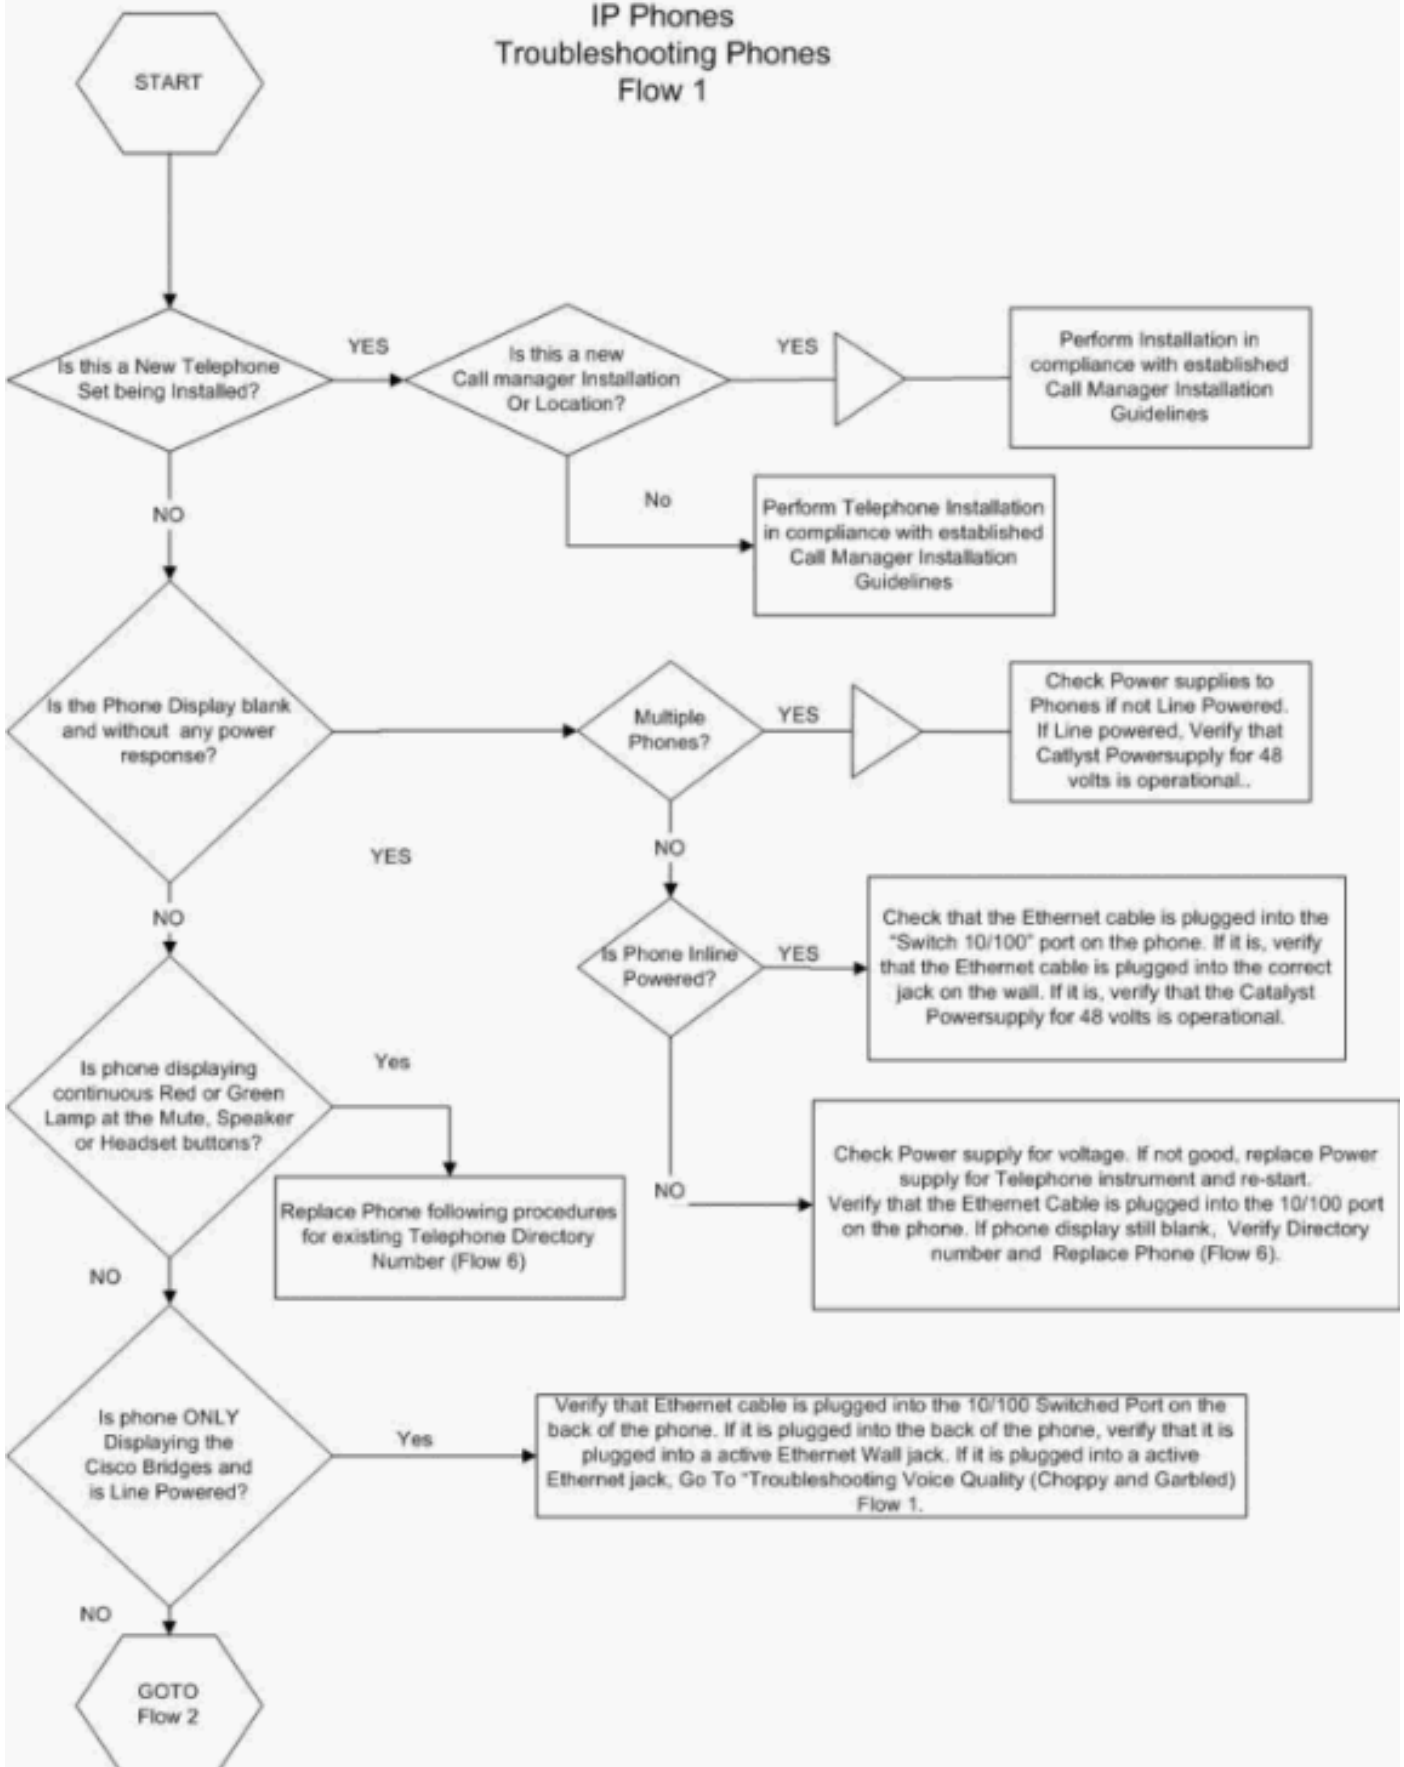 IP Phones
Troubleshooting Phones
Flow 1
START
Is this a New Telephone
Set being Installed?
YES
Is this a new
Call manager Installation
Or Location?
YES
Perform Installation in
compliance with established
Call Manager Installation
Guidelines
No
Perform Telephone Installation
in compliance with established
Call Manager Installation
Guidelines
NO
Is the Phone Display blank
and without any power
response?
YES
Multiple
Phones?
YES
Check Power supplies to
Phones if not Line Powered.
If Line powered, Verify that
Catlyst Powersupply for 48
volts is operational..
NO
Is Phone Inline
Powered?
YES
Check that the Ethernet cable is plugged into the
"Switch 10/100" port on the phone. If it is, verify
that the Ethernet cable is plugged into the correct
jack on the wall. If it is, verify that the Catalyst
Powersupply for 48 volts is operational.
NO
Check Power supply for voltage. If not good, replace Power
supply for Telephone instrument and re-start.
Verify that the Ethernet Cable is plugged into the 10/100 port
on the phone. If phone display still blank, Verify Directory
number and Replace Phone (Flow 6).
NO
Is phone displaying
continuous Red or Green
Lamp at the Mute, Speaker
or Headset buttons?
Yes
Replace Phone following procedures
for existing Telephone Directory
Number (Flow 6)
NO
Is phone ONLY
Displaying the
Cisco Bridges and
is Line Powered?
Yes
Verify that Ethernet cable is plugged into the 10/100 Switched Port on the
back of the phone. If it is plugged into the back of the phone, verify that it is
plugged into a active Ethernet Wall jack. If it is plugged into a active
Ethernet jack, Go To "Troubleshooting Voice Quality (Choppy and Garbled)
Flow 1.
NO
GOTO
Flow 2